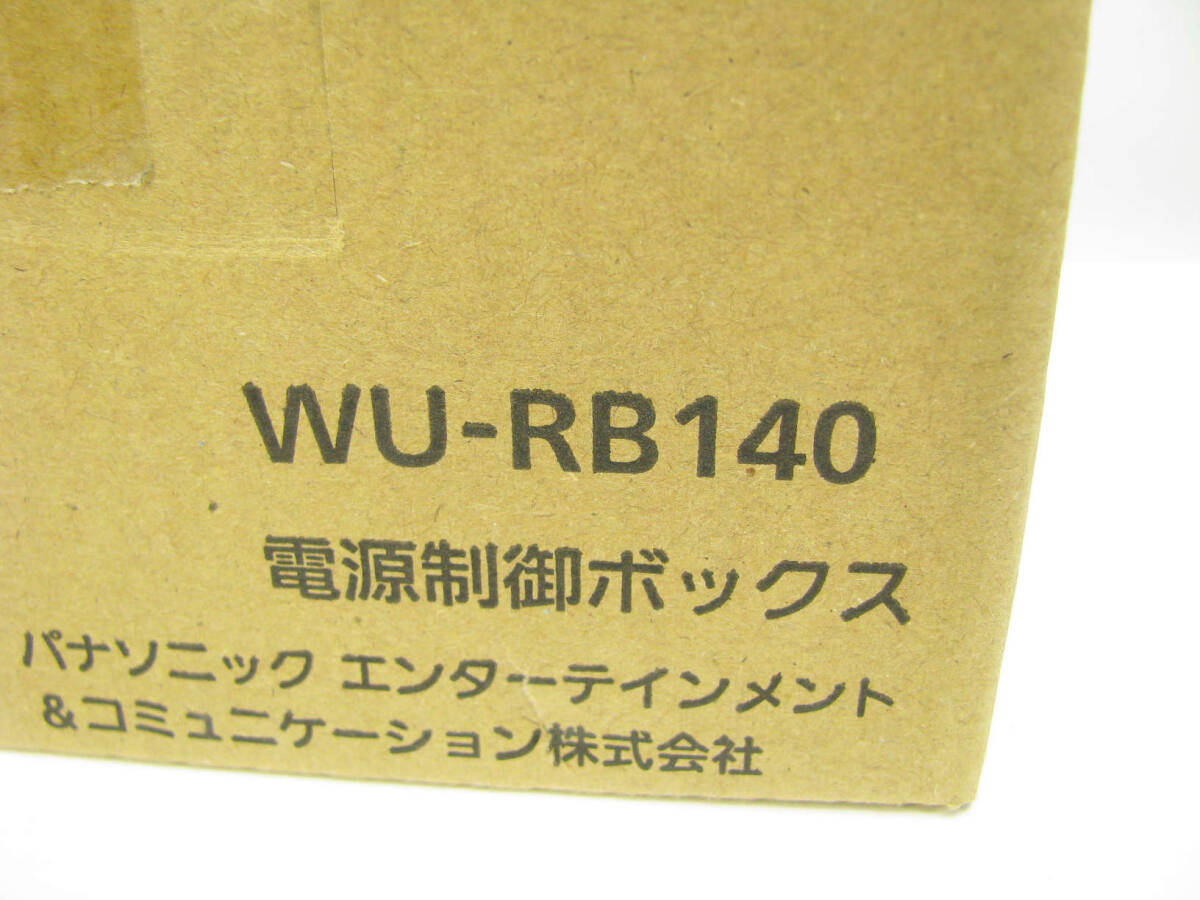 WU-RB140
電源制御ボックス
パナソニック エンターテインメント
&コミュニケーション株式会社